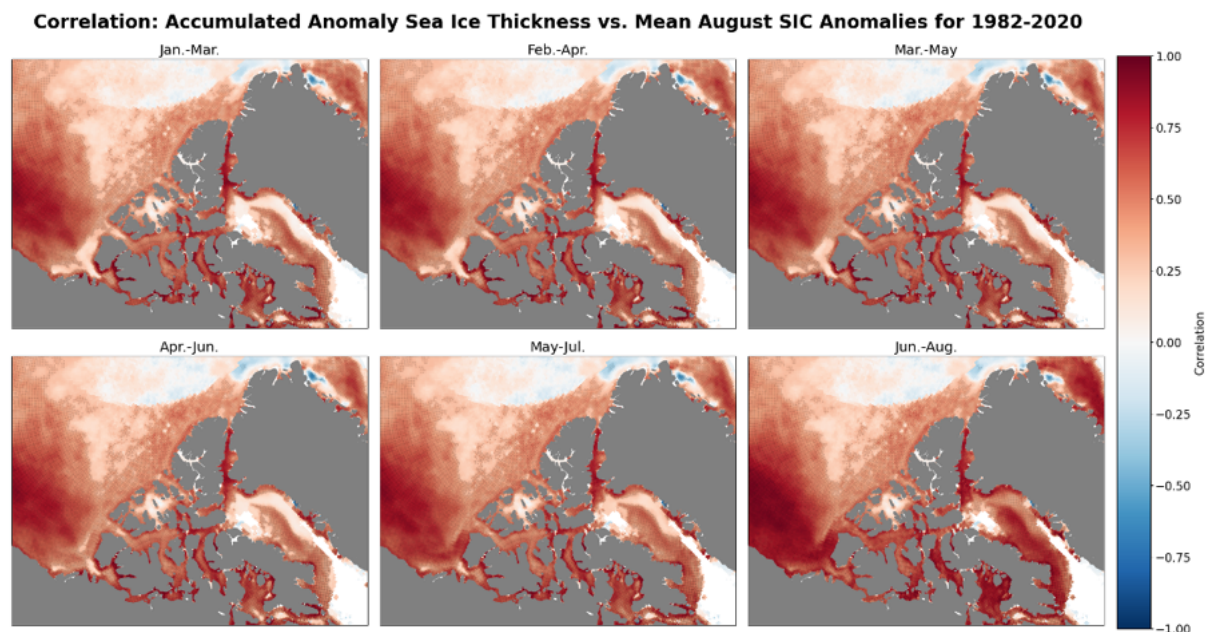 Correlation: Accumulated Anomaly Sea Ice Thickness vs. Mean August SIC Anomalies for 1982-2020
Jan.-Mar.
Feb.-Apr.
Mar.-May
Apr.-Jun.
May-Jul.
Jun.-Aug.
1.00
0.75
0.50
0.25
0.00
−0.25
−0.50
−0.75
−1.00
Correlation